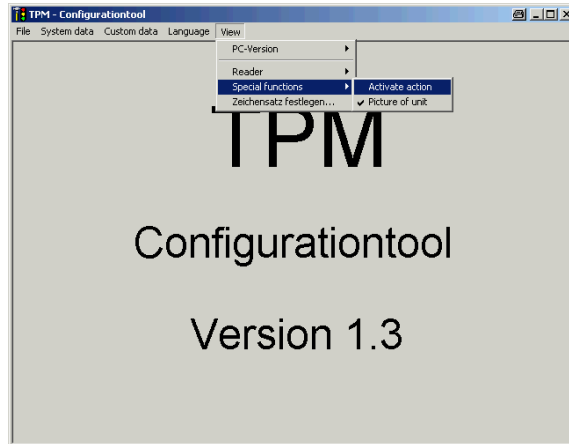 TPM - Configurationtool
File System data Custom data Language View
PC-Version
Reader
Special functions
Activate action
Zeichensatz festlegen...
Picture of unit
TPM
Configurationtool
Version 1.3